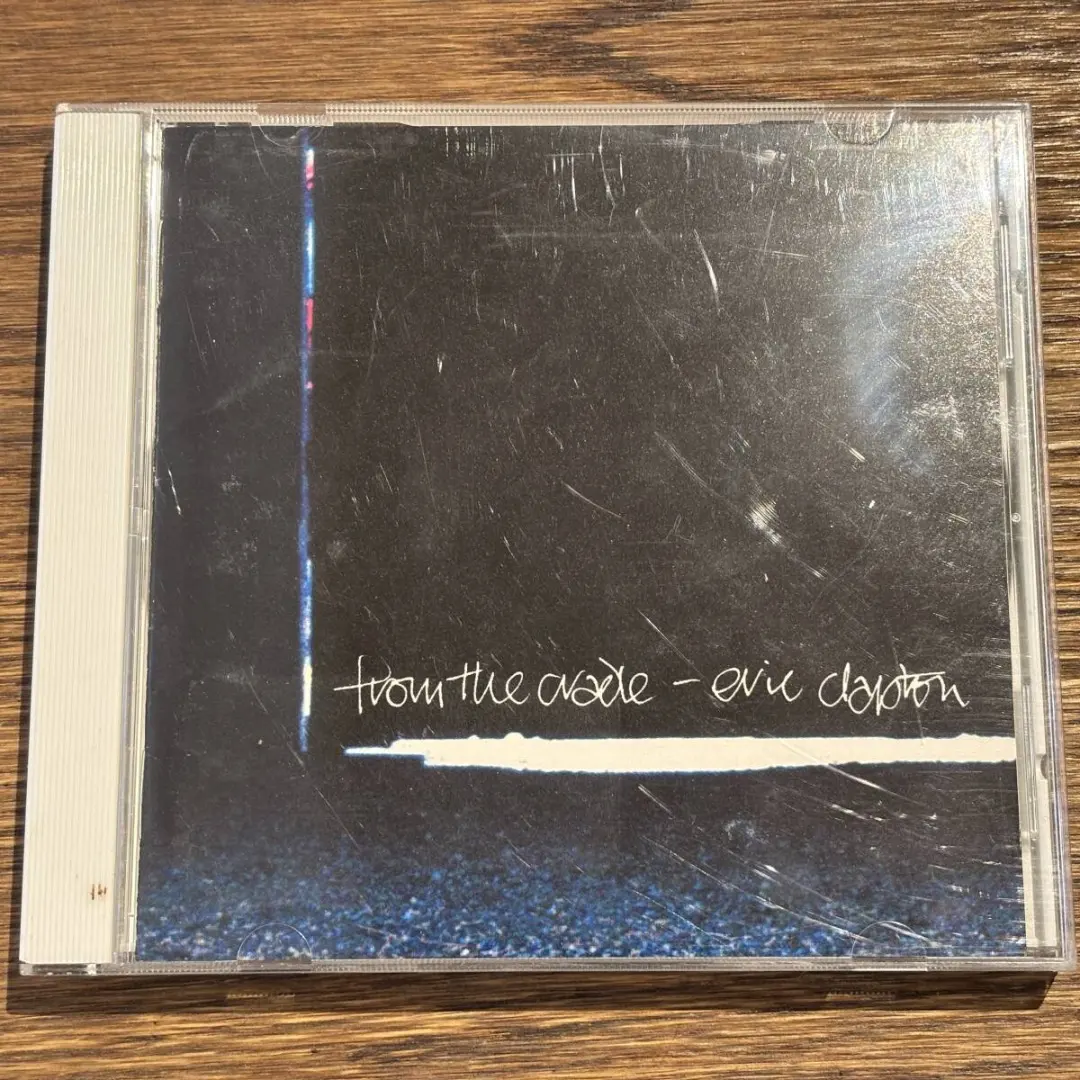 from the cradle – eric clapton